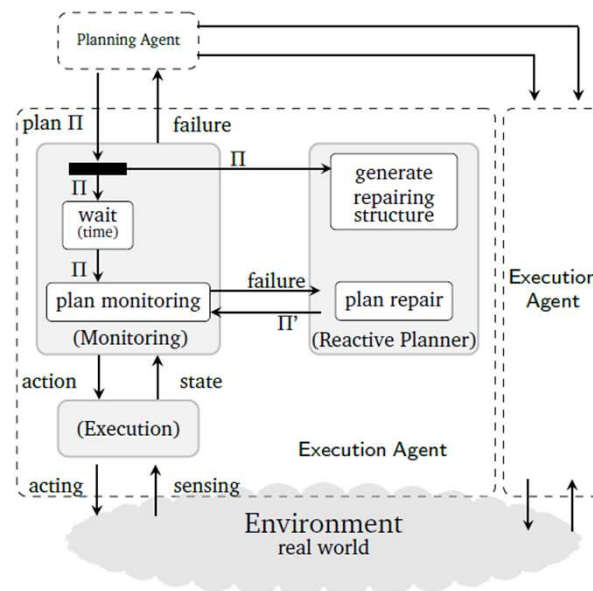 Planning Agent
plan Π
failure
Π
Π
generate
repairing
structure
wait
(time)
Π
failure
plan monitoring
plan repair
Π'
(Monitoring)
(Reactive Planner)
Execution
Agent
action
state
(Execution)
Execution Agent
acting
sensing
Environment
real world